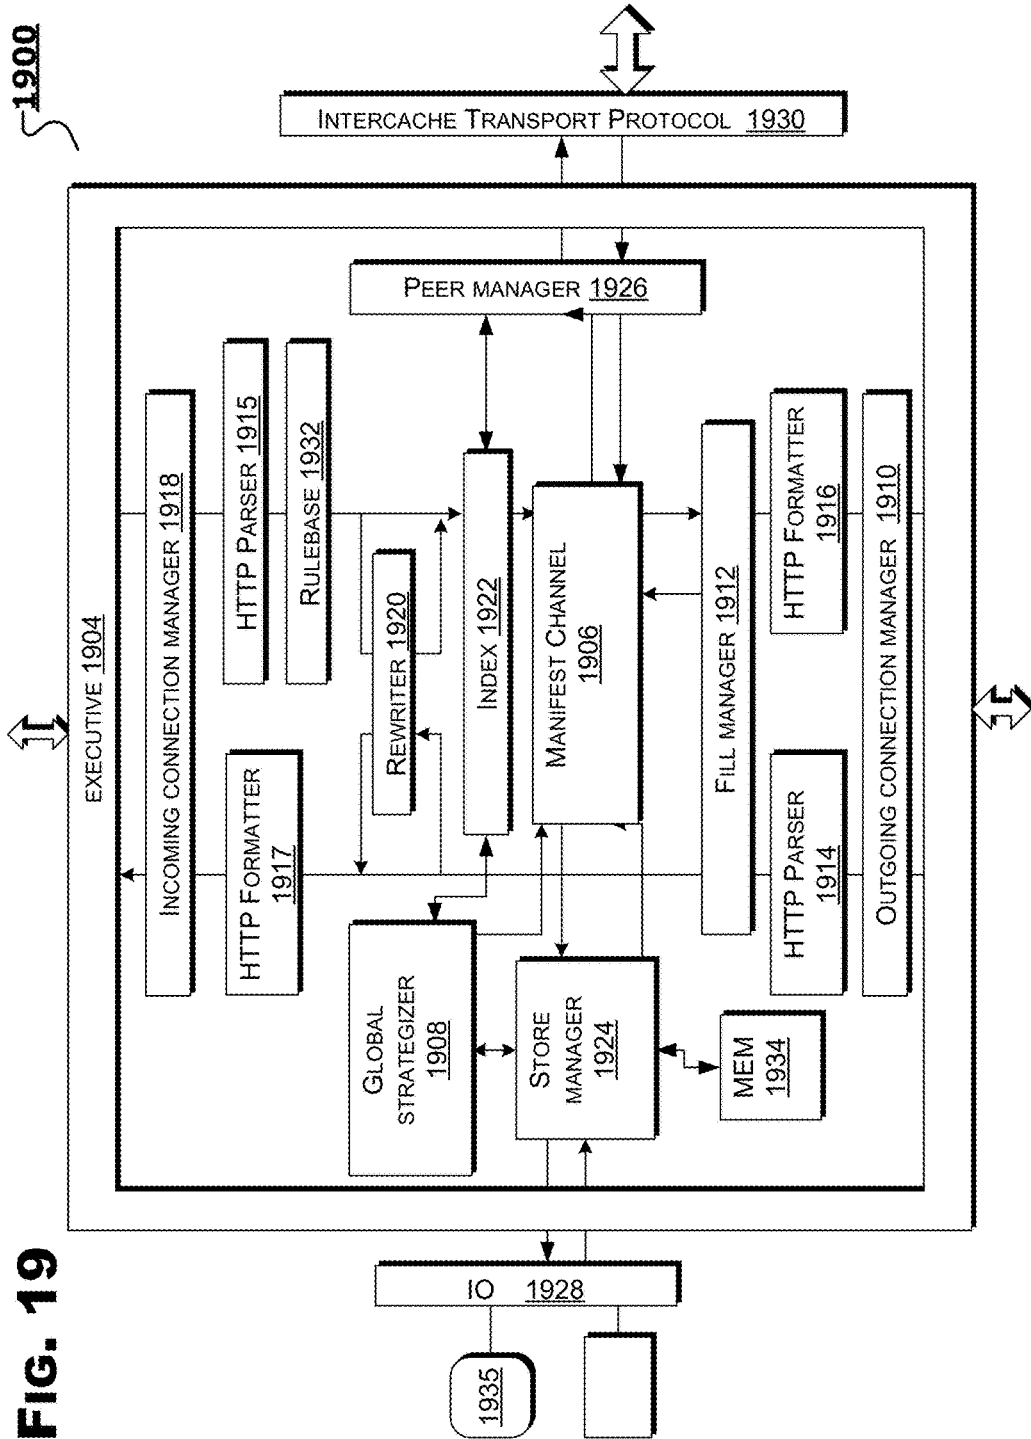 1900
INTERCACHE TRANSPORT PROTOCOL 1930
EXECUTIVE 1904
PEER MANAGER 1926
INCOMING CONNECTION MANAGER 1918
HTTP PARSER 1915
RULEBASE 1932
HTTP FORMATTER
1917
REWRITER 1920
INDEX 1922
MANIFEST CHANNEL
1906
FILL MANAGER 1912
HTTP FORMATTER
1916
HTTP PARSER
1914
OUTGOING CONNECTION MANAGER 1910
GLOBAL
STRATEGIZER
1908
STORE
MANAGER
1924
MEM
1934
IO 1928
1935
FIG. 19